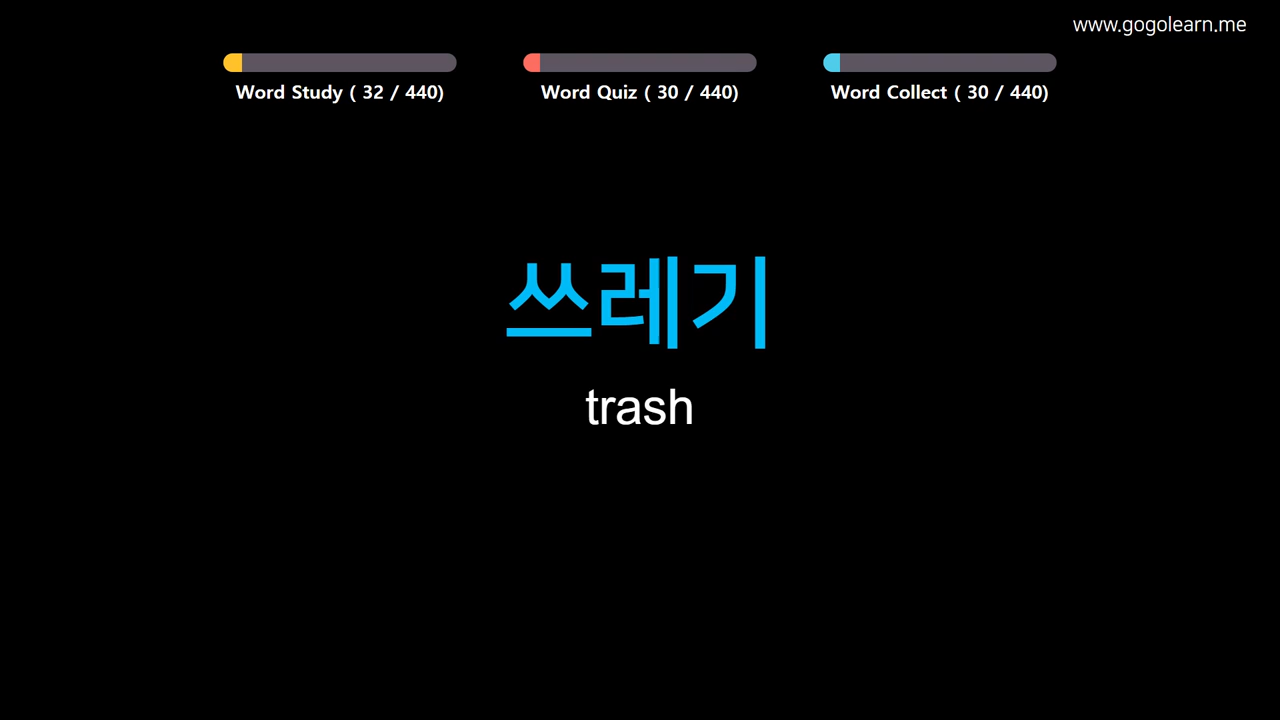 www.gogolearn.me
Word Study ( 32 / 440)
Word Quiz ( 30 / 440)
Word Collect ( 30 / 440)
쓰레기
trash